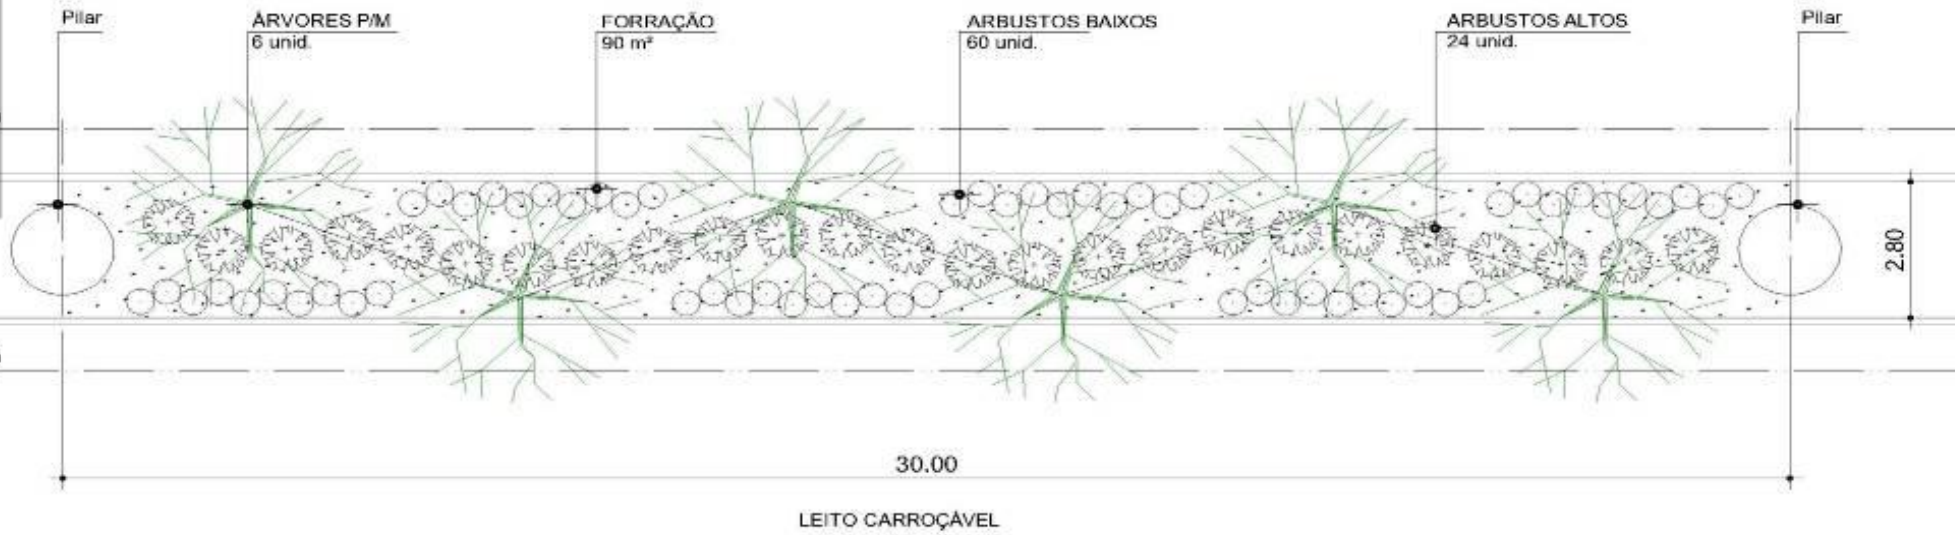 Pilar
ÁRVORES P/M
6 unid.
FORRAÇÃO
90 m²
ARBUSTOS BAIXOS
60 unid.
ARBUSTOS ALTOS
24 unid.
Pilar
2.80
30.00
LEITO CARROÇÁVEL